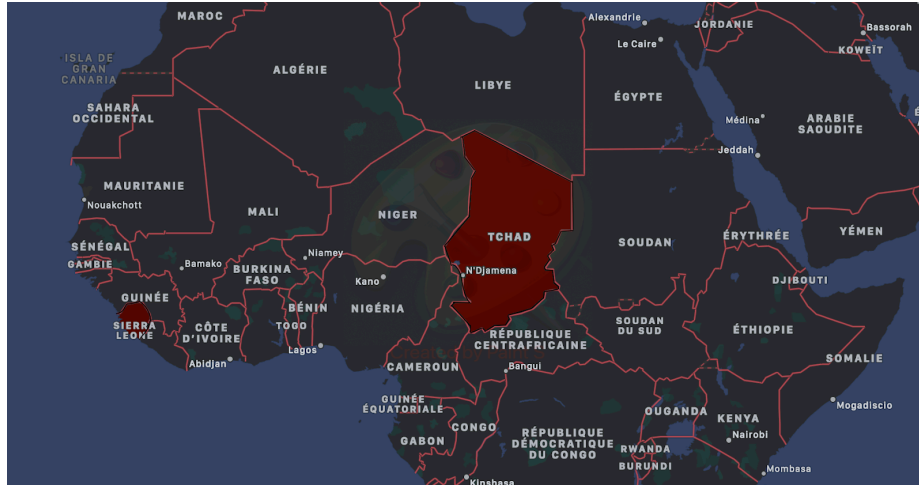 MAROC
Alexandrie
JORDANIE
Bassorah
Le Caire
KOWEÏT
ISLA DE
GRAN
CANARIA
ALGÉRIE
LIBYE
ÉGYPTE
SAHARA
OCCIDENTAL
Médina
ARABIE
SAOUDITE
Jeddah
MAURITANIE
Nouakchott
MALI
NIGER
TCHAD
SOUDAN
ÉRYTHRÉE
YÉMEN
SÉNÉGAL
GAMBIE
Bamako
Niamey
BURKINA
FASO
Kano
N'Djamena
DJIBOUTI
GUINÉE
BÉNIN
NIGÉRIA
SIERRA
LEONE
CÔTE
D'IVOIRE
TOGO
SOUDAN
DU SUD
ÉTHIOPIE
RÉPUBLIQUE
CENTRAFRICAINE
Abidjan
Lagos
CAMEROUN
Bangui
SOMALIE
GUINÉE
ÉQUATORIALE
OUGANDA
KENYA
Mogadiscio
GABON
CONGO
RÉPUBLIQUE
DÉMOCRATIQUE
DU CONGO
Nairobi
RWANDA
BURUNDI
Mombasa
Kinshasa